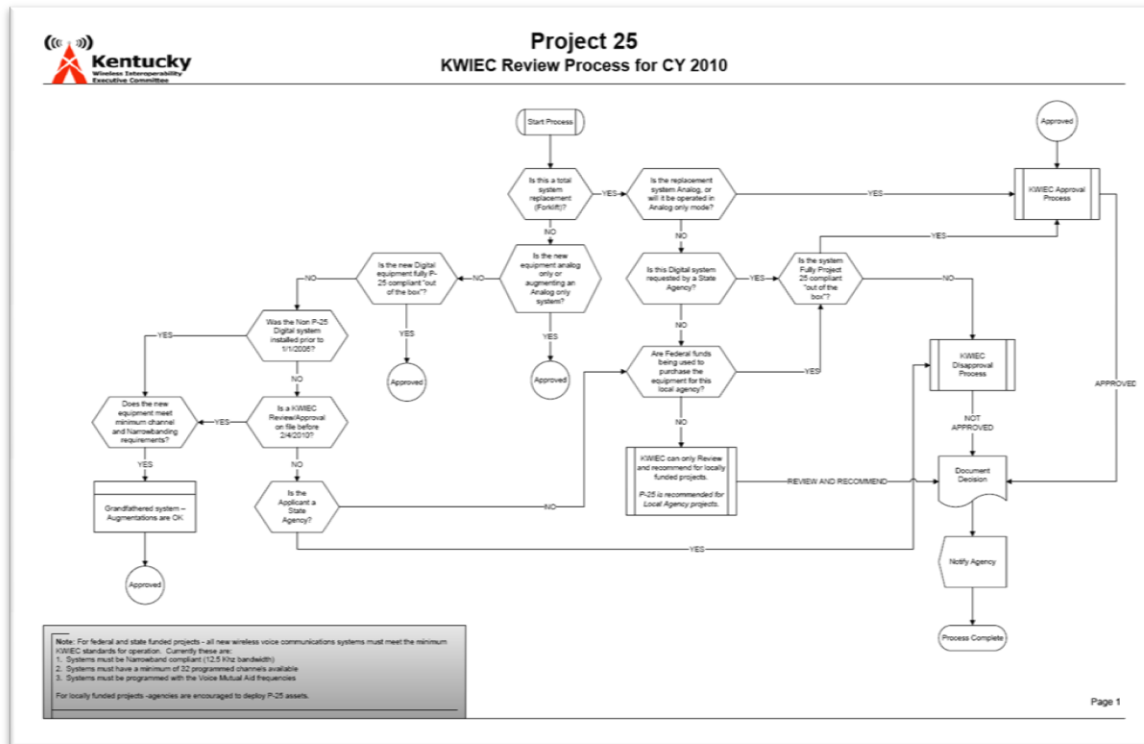 Kentucky
Wireless Interoperability
Executive Committee
Project 25
KWIEC Review Process for CY 2010
Start Process
Approved
Is this a total
system
replacement
(Forklift)?
YES
Is the replacement
system Analog, or
will it be operated in
Analog only mode?
YES
KWIEC Approval
Process
NO
NO
YES
Is the new Digital
equipment fully P-
25 compliant "out
of the box"?
NO
NO
Is the new
equipment analog
only or
augmenting an
Analog only
system?
Is this Digital system
requested by a State
Agency?
YES
Is the system
Fully Project
25 compliant
"out of the
box"?
NO
Was the Non P-25
Digital system
installed prior to
YES
YES
YES
NO
KWIEC
Disapproval
Process
NO
Approved
Approved
Are Federal funds
being used to
purchase the
equipment for this
local agency?
YES
APPROVED
Does the new
equipment meet
minimum channel
and Narrowbanding
requirements?
YES
Is a KWIEC
Review/Approval
on file before
2/4/2010?
NO
NOT
APPROVED
YES
NO
KWIEC can only Review
and recommend for locally
funded projects.
P-25 is recommended for
Local Agency projects.
REVIEW AND RECOMMEND
Document
Decision
Grandfathered system –
Augmentations are OK
Is the
Applicant a
State
Agency?
NO
YES
Approved
Notify Agency
Process Complete
Note: For federal and state funded projects - all new wireless voice communications systems must meet the minimum
KWIEC standards for operation. Currently these are:
1. Systems must be Narrowband compliant (12.5 Khz bandwidth)
2. Systems must have a minimum of 32 programmed channels available
3. Systems must be programmed with the Voice Mutual Aid frequencies
For locally funded projects -agencies are encouraged to deploy P-25 assets.
Page 1